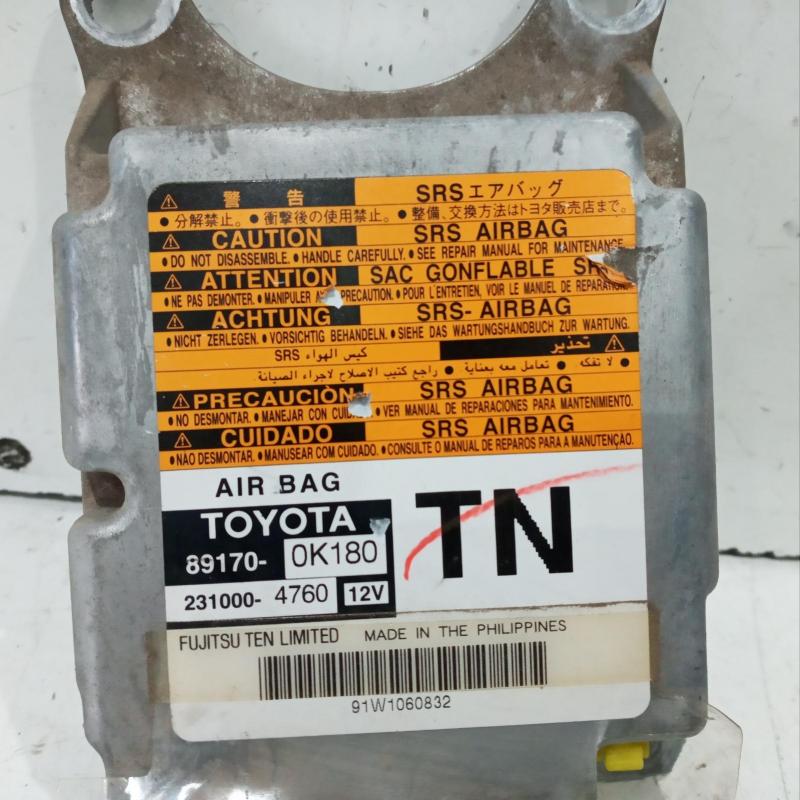 ⚠ 警 告 SRSエアバッグ
● 分解禁止。 ● 衝撃後の使用禁止。 ● 整備、交換方法はトヨタ販売店まで。
⚠ CAUTION SRS AIRBAG
● DO NOT DISASSEMBLE. ● HANDLE CAREFULLY. ● SEE REPAIR MANUAL FOR MAINTENANCE
⚠ ATTENTION SAC GONFLABLE SRS
● NE PAS DEMONTER. ● MANIPULER PRECAUTION. ● POUR L'ENTRETIEN, VOIR LE MANUEL DE REPARATION.
⚠ ACHTUNG SRS-AIRBAG
● NICHT ZERLEGEN. ● VORSICHTIG BEHANDELN. ● SIEHE DAS WARTUNGSHANDBUCH ZUR WARTUNG.
⚠ تحذير كيس الهواء SRS
● لا تفكه . ● تعامل معه بعناية . ● راجع كتيب الاصلاح لاجراء الصيانة.
⚠ PRECAUCIÒN SRS AIRBAG
● NO DESMONTAR. ● MANEJAR CON CUIDADO. ● VER MANUAL DE REPARACIONES PARA MANTENIMIENTO.
⚠ CUIDADO SRS AIRBAG
● NÃO DESMONTAR. ● MANUSEAR COM CUIDADO. ● CONSULTE O MANUAL DE REPAROS PARA A MANUTENÇÃO.
AIR BAG
TOYOTA
TN
89170- 0K180
231000- 4760 12V
FUJITSU TEN LIMITED MADE IN THE PHILIPPINES
91W1060832